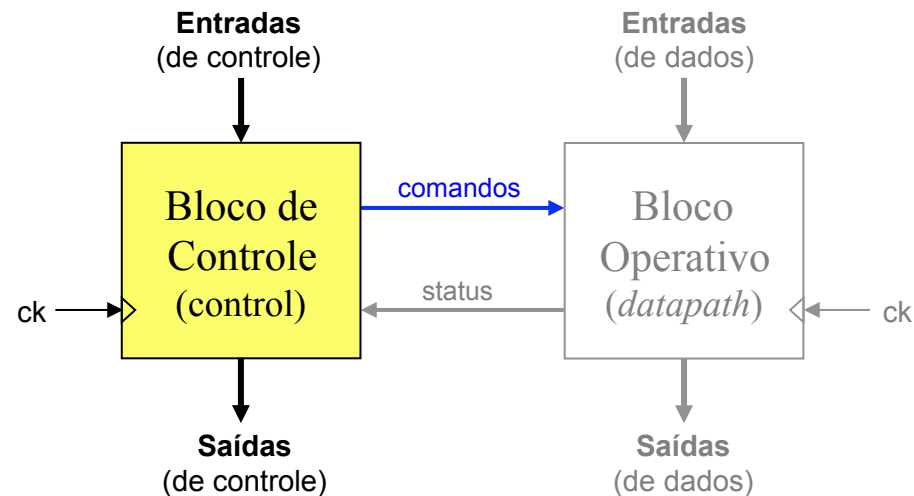 Entradas
(de controle)
Entradas
(de dados)
Bloco de
Controle
(control)
comandos
status
Bloco
Operativo
(datapath)
ck
ck
Saídas
(de controle)
Saídas
(de dados)